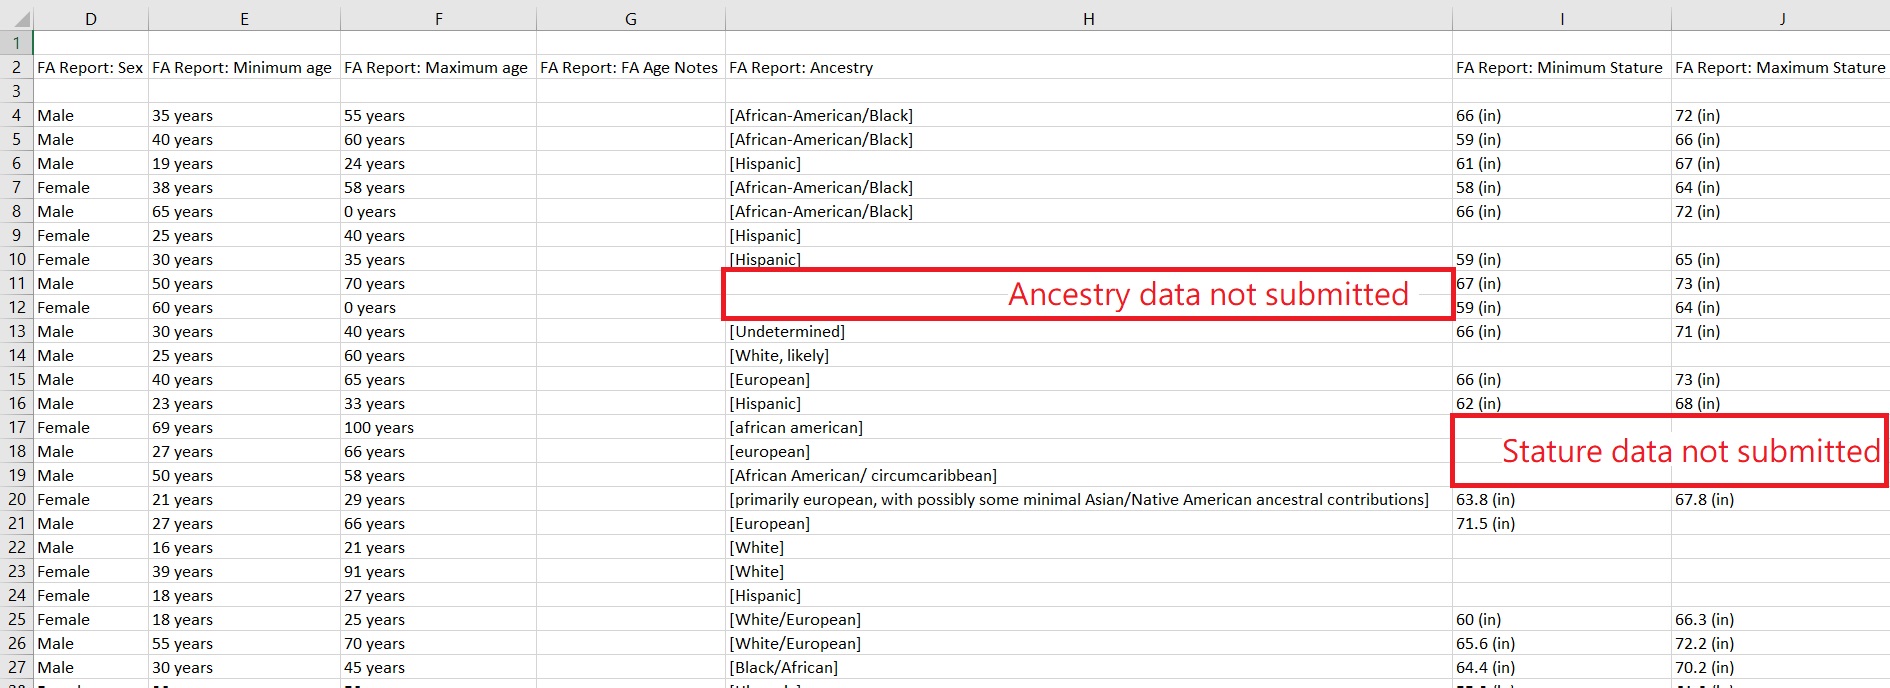 D E F G H I J
1
2 FA Report: Sex FA Report: Minimum age FA Report: Maximum age FA Report: FA Age Notes FA Report: Ancestry FA Report: Minimum Stature FA Report: Maximum Stature
3
4 Male 35 years 55 years [African-American/Black] 66 (in) 72 (in)
5 Male 40 years 60 years [African-American/Black] 59 (in) 66 (in)
6 Male 19 years 24 years [Hispanic] 61 (in) 67 (in)
7 Female 38 years 58 years [African-American/Black] 58 (in) 64 (in)
8 Male 65 years 0 years [African-American/Black] 66 (in) 72 (in)
9 Female 25 years 40 years [Hispanic]
10 Female 30 years 35 years [Hispanic] 59 (in) 65 (in)
11 Male 50 years 70 years 67 (in) 73 (in)
Ancestry data not submitted
12 Female 60 years 0 years 59 (in) 64 (in)
13 Male 30 years 40 years [Undetermined] 66 (in) 71 (in)
14 Male 25 years 60 years [White, likely]
15 Male 40 years 65 years [European] 66 (in) 73 (in)
16 Male 23 years 33 years [Hispanic] 62 (in) 68 (in)
17 Female 69 years 100 years [african american]
18 Male 27 years 66 years [european] Stature data not submitted
19 Male 50 years 58 years [African American/ circumcaribbean]
20 Female 21 years 29 years [primarily european, with possibly some minimal Asian/Native American ancestral contributions] 63.8 (in) 67.8 (in)
21 Male 27 years 66 years [European] 71.5 (in)
22 Male 16 years 21 years [White]
23 Female 39 years 91 years [White]
24 Female 18 years 27 years [Hispanic]
25 Female 18 years 25 years [White/European] 60 (in) 66.3 (in)
26 Male 55 years 70 years [White/European] 65.6 (in) 72.2 (in)
27 Male 30 years 45 years [Black/African] 64.4 (in) 70.2 (in)